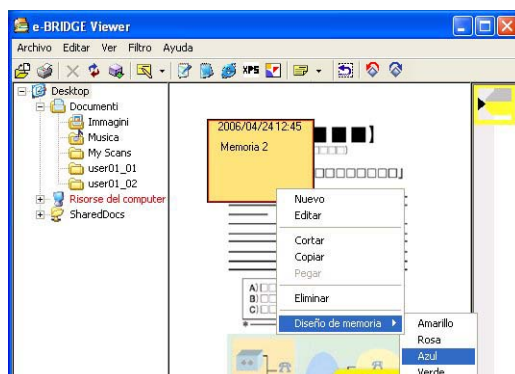 e-BRIDGE Viewer
Archivo Editar Ver Filtro Ayuda
XPS
Desktop
Documenti
Immagini
Musica
My Scans
user01_01
user01_02
Risorse del computer
SharedDocs
2006/04/24 12:45
Memoria 2
Nuevo
Editar
Cortar
Copiar
Pegar
Eliminar
Diseño de memoria
Amarillo
Rosa
Azul
Verde
A)
B)
C)